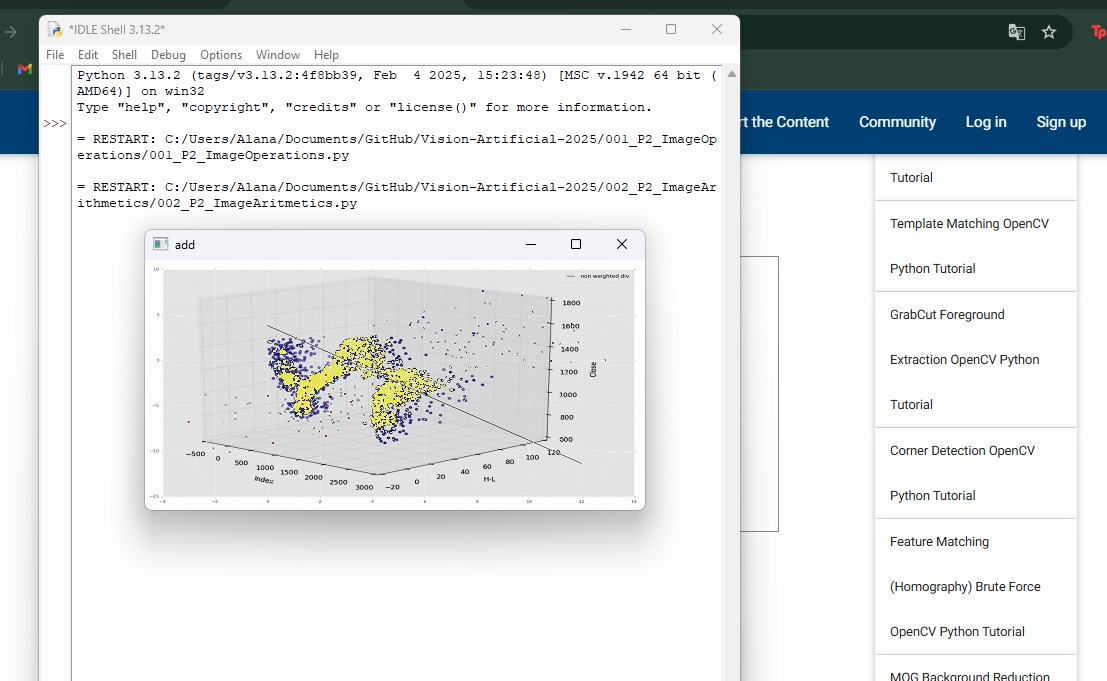 *IDLE Shell 3.13.2*
File Edit Shell Debug Options Window Help
Python 3.13.2 (tags/v3.13.2:4f8bb39, Feb  4 2025, 15:23:48) [MSC v.1942 64 bit (
AMD64)] on win32
Type "help", "copyright", "credits" or "license()" for more information.
>>>
= RESTART: C:/Users/Alana/Documents/GitHub/Vision-Artificial-2025/001_P2_ImageOp
erations/001_P2_ImageOperations.py
= RESTART: C:/Users/Alana/Documents/GitHub/Vision-Artificial-2025/002_P2_ImageAr
ithmetics/002_P2_ImageAritmetics.py
add
non weighted div
10
5
0
-5
-10
-15
1800
1600
1400
1200
1000
800
600
Close
-500
0
500
1000
1500
2000
2500
3000
Index
-20
0
20
40
60
80
100
120
H-L
-4
-2
0
2
4
6
8
10
12
14
rt the Content
Community
Log in
Sign up
Tutorial
Template Matching OpenCV
Python Tutorial
GrabCut Foreground
Extraction OpenCV Python
Tutorial
Corner Detection OpenCV
Python Tutorial
Feature Matching
(Homography) Brute Force
OpenCV Python Tutorial
MOG Background Reduction
Tp